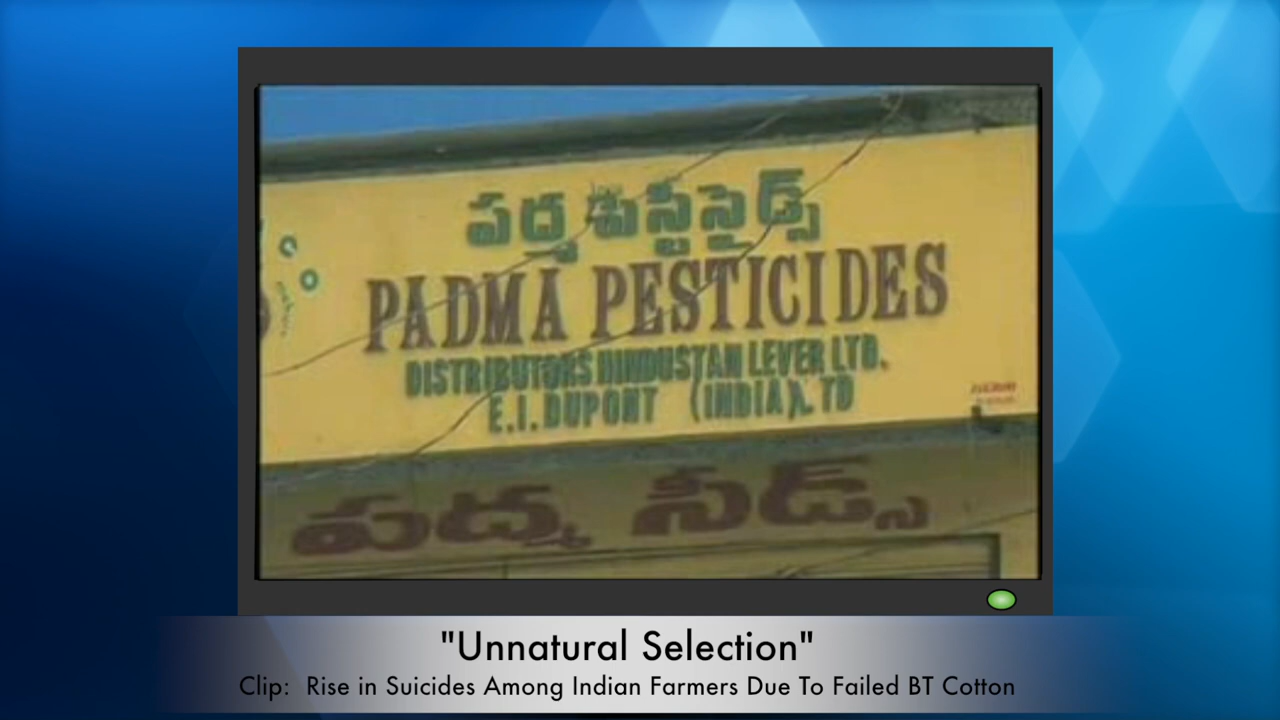 పద్మ పెస్టిసైడ్స్
PADMA PESTICIDES
DISTRIBUTORS HINDUSTAN LEVER LTD.
E.I. DUPONT (INDIA). TD
పద్మ సీడ్స్
"Unnatural Selection"
Clip: Rise in Suicides Among Indian Farmers Due To Failed BT Cotton